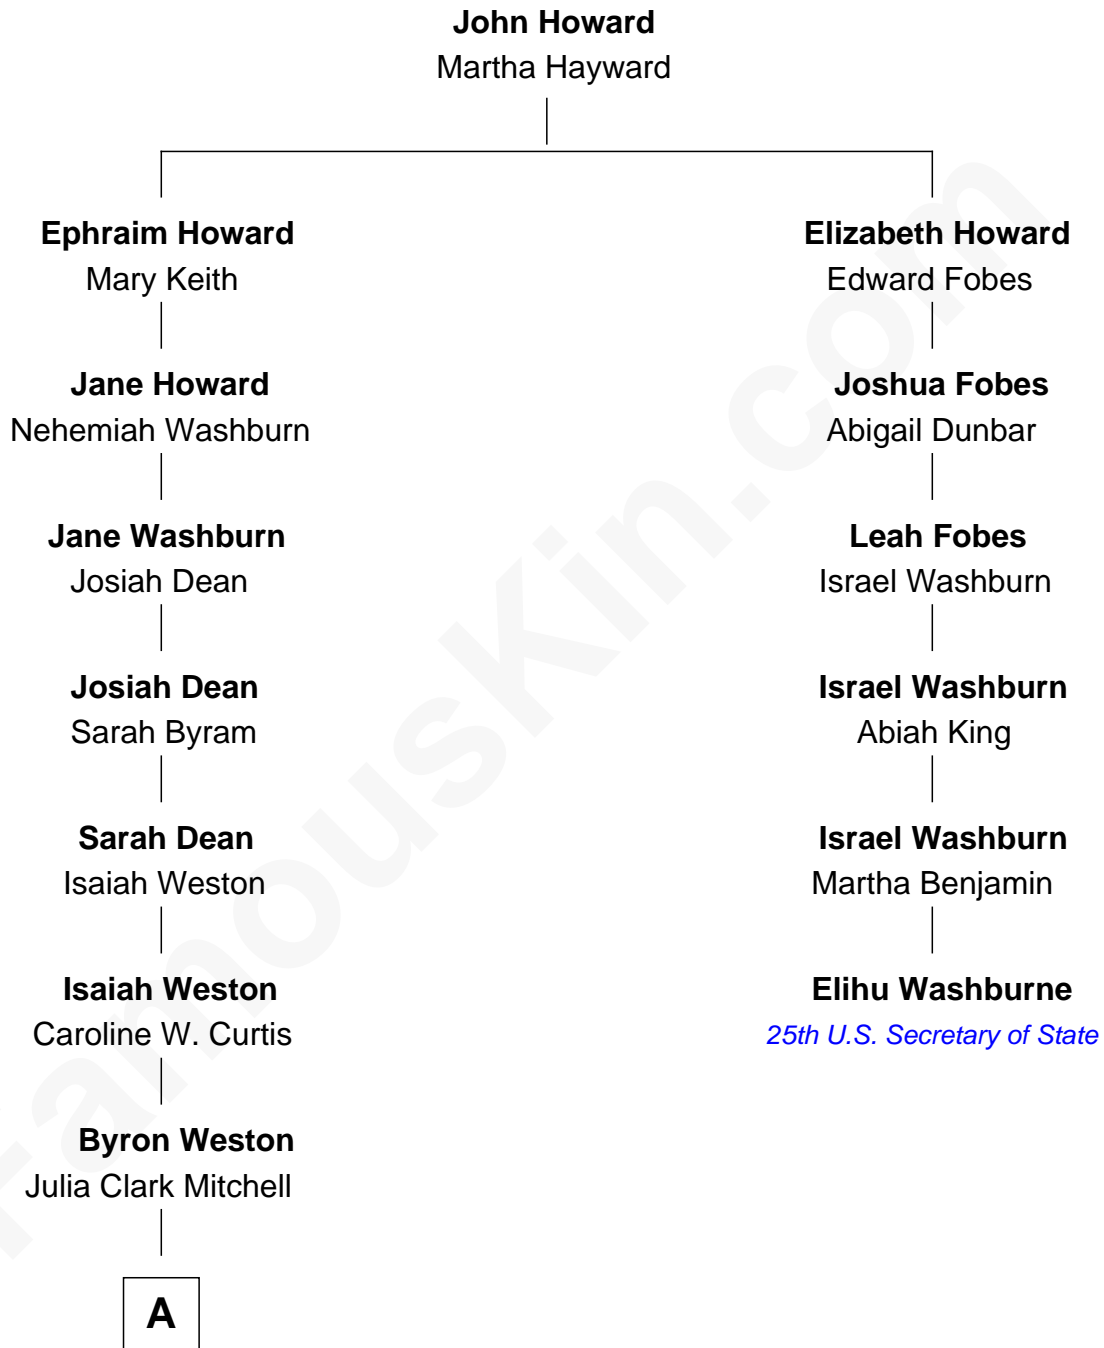 John Howard
Martha Hayward
Ephraim Howard
Mary Keith
Jane Howard
Nehemiah Washburn
Jane Washburn
Josiah Dean
Josiah Dean
Sarah Byram
Sarah Dean
Isaiah Weston
Isaiah Weston
Caroline W. Curtis
Byron Weston
Julia Clark Mitchell
A
Elizabeth Howard
Edward Fobes
Joshua Fobes
Abigail Dunbar
Leah Fobes
Israel Washburn
Israel Washburn
Abiah King
Israel Washburn
Martha Benjamin
Elihu Washburne
25th U.S. Secretary of State
FamousKin.com